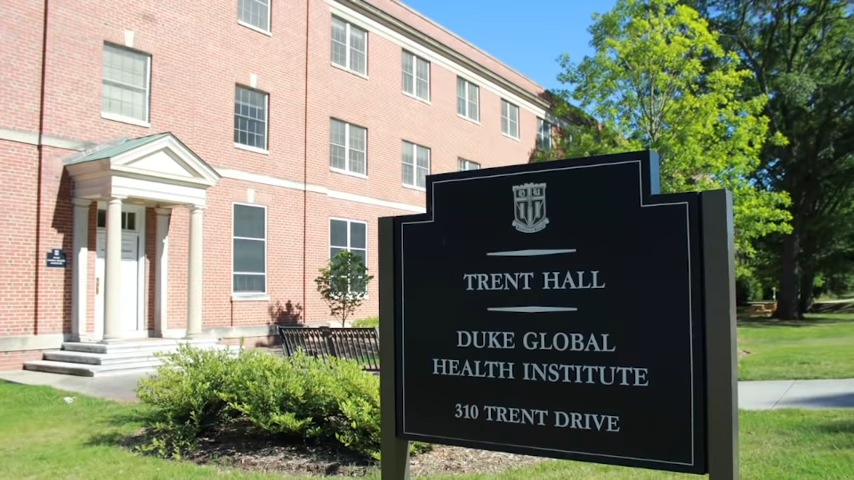 TRENT HALL
DUKE GLOBAL
HEALTH INSTITUTE
310 TRENT DRIVE